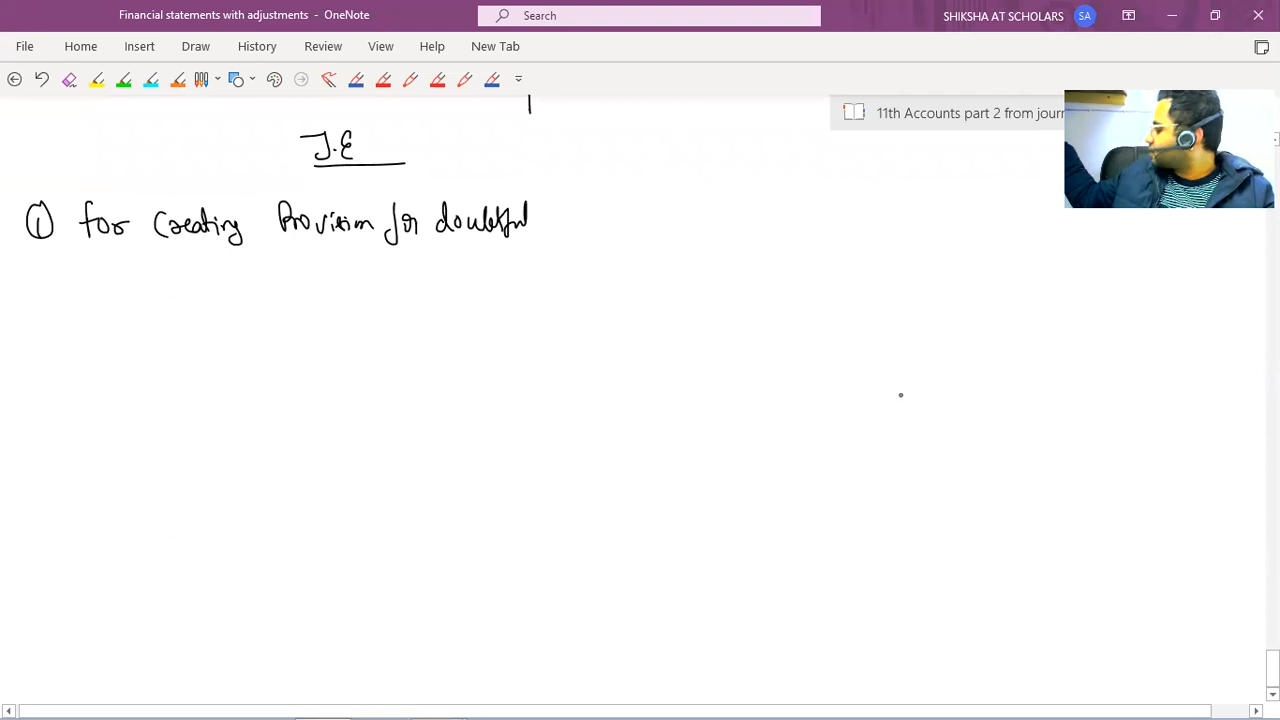 Financial statements with adjustments - OneNote
Search
SHIKSHA AT SCHOLARS
SA
File Home Insert Draw History Review View Help New Tab
11th Accounts part 2 from jour
J.E
① for Creating Provision for doubtful